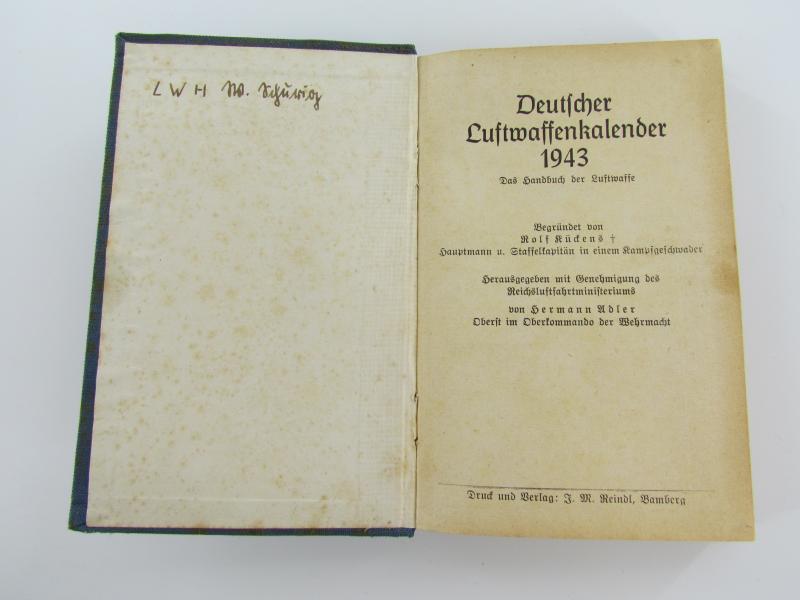 L W H W. Schurig
Deutscher
Luftwaffenkalender
1943
Das Handbuch der Luftwaffe
Begründet von
Rolf Kückens †
Hauptmann u. Staffelkapitän in einem Kampfgeschwader
Herausgegeben mit Genehmigung des
Reichsluftfahrtministeriums
von Hermann Adler
Oberst im Oberkommando der Wehrmacht
Druck und Verlag: J. M. Reindl, Bamberg